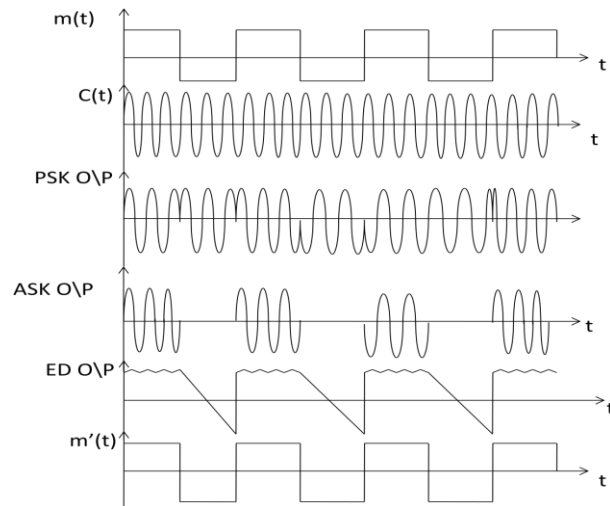 m(t)
t
C(t)
t
PSK O\P
t
ASK O\P
t
ED O\P
t
m’(t)
t